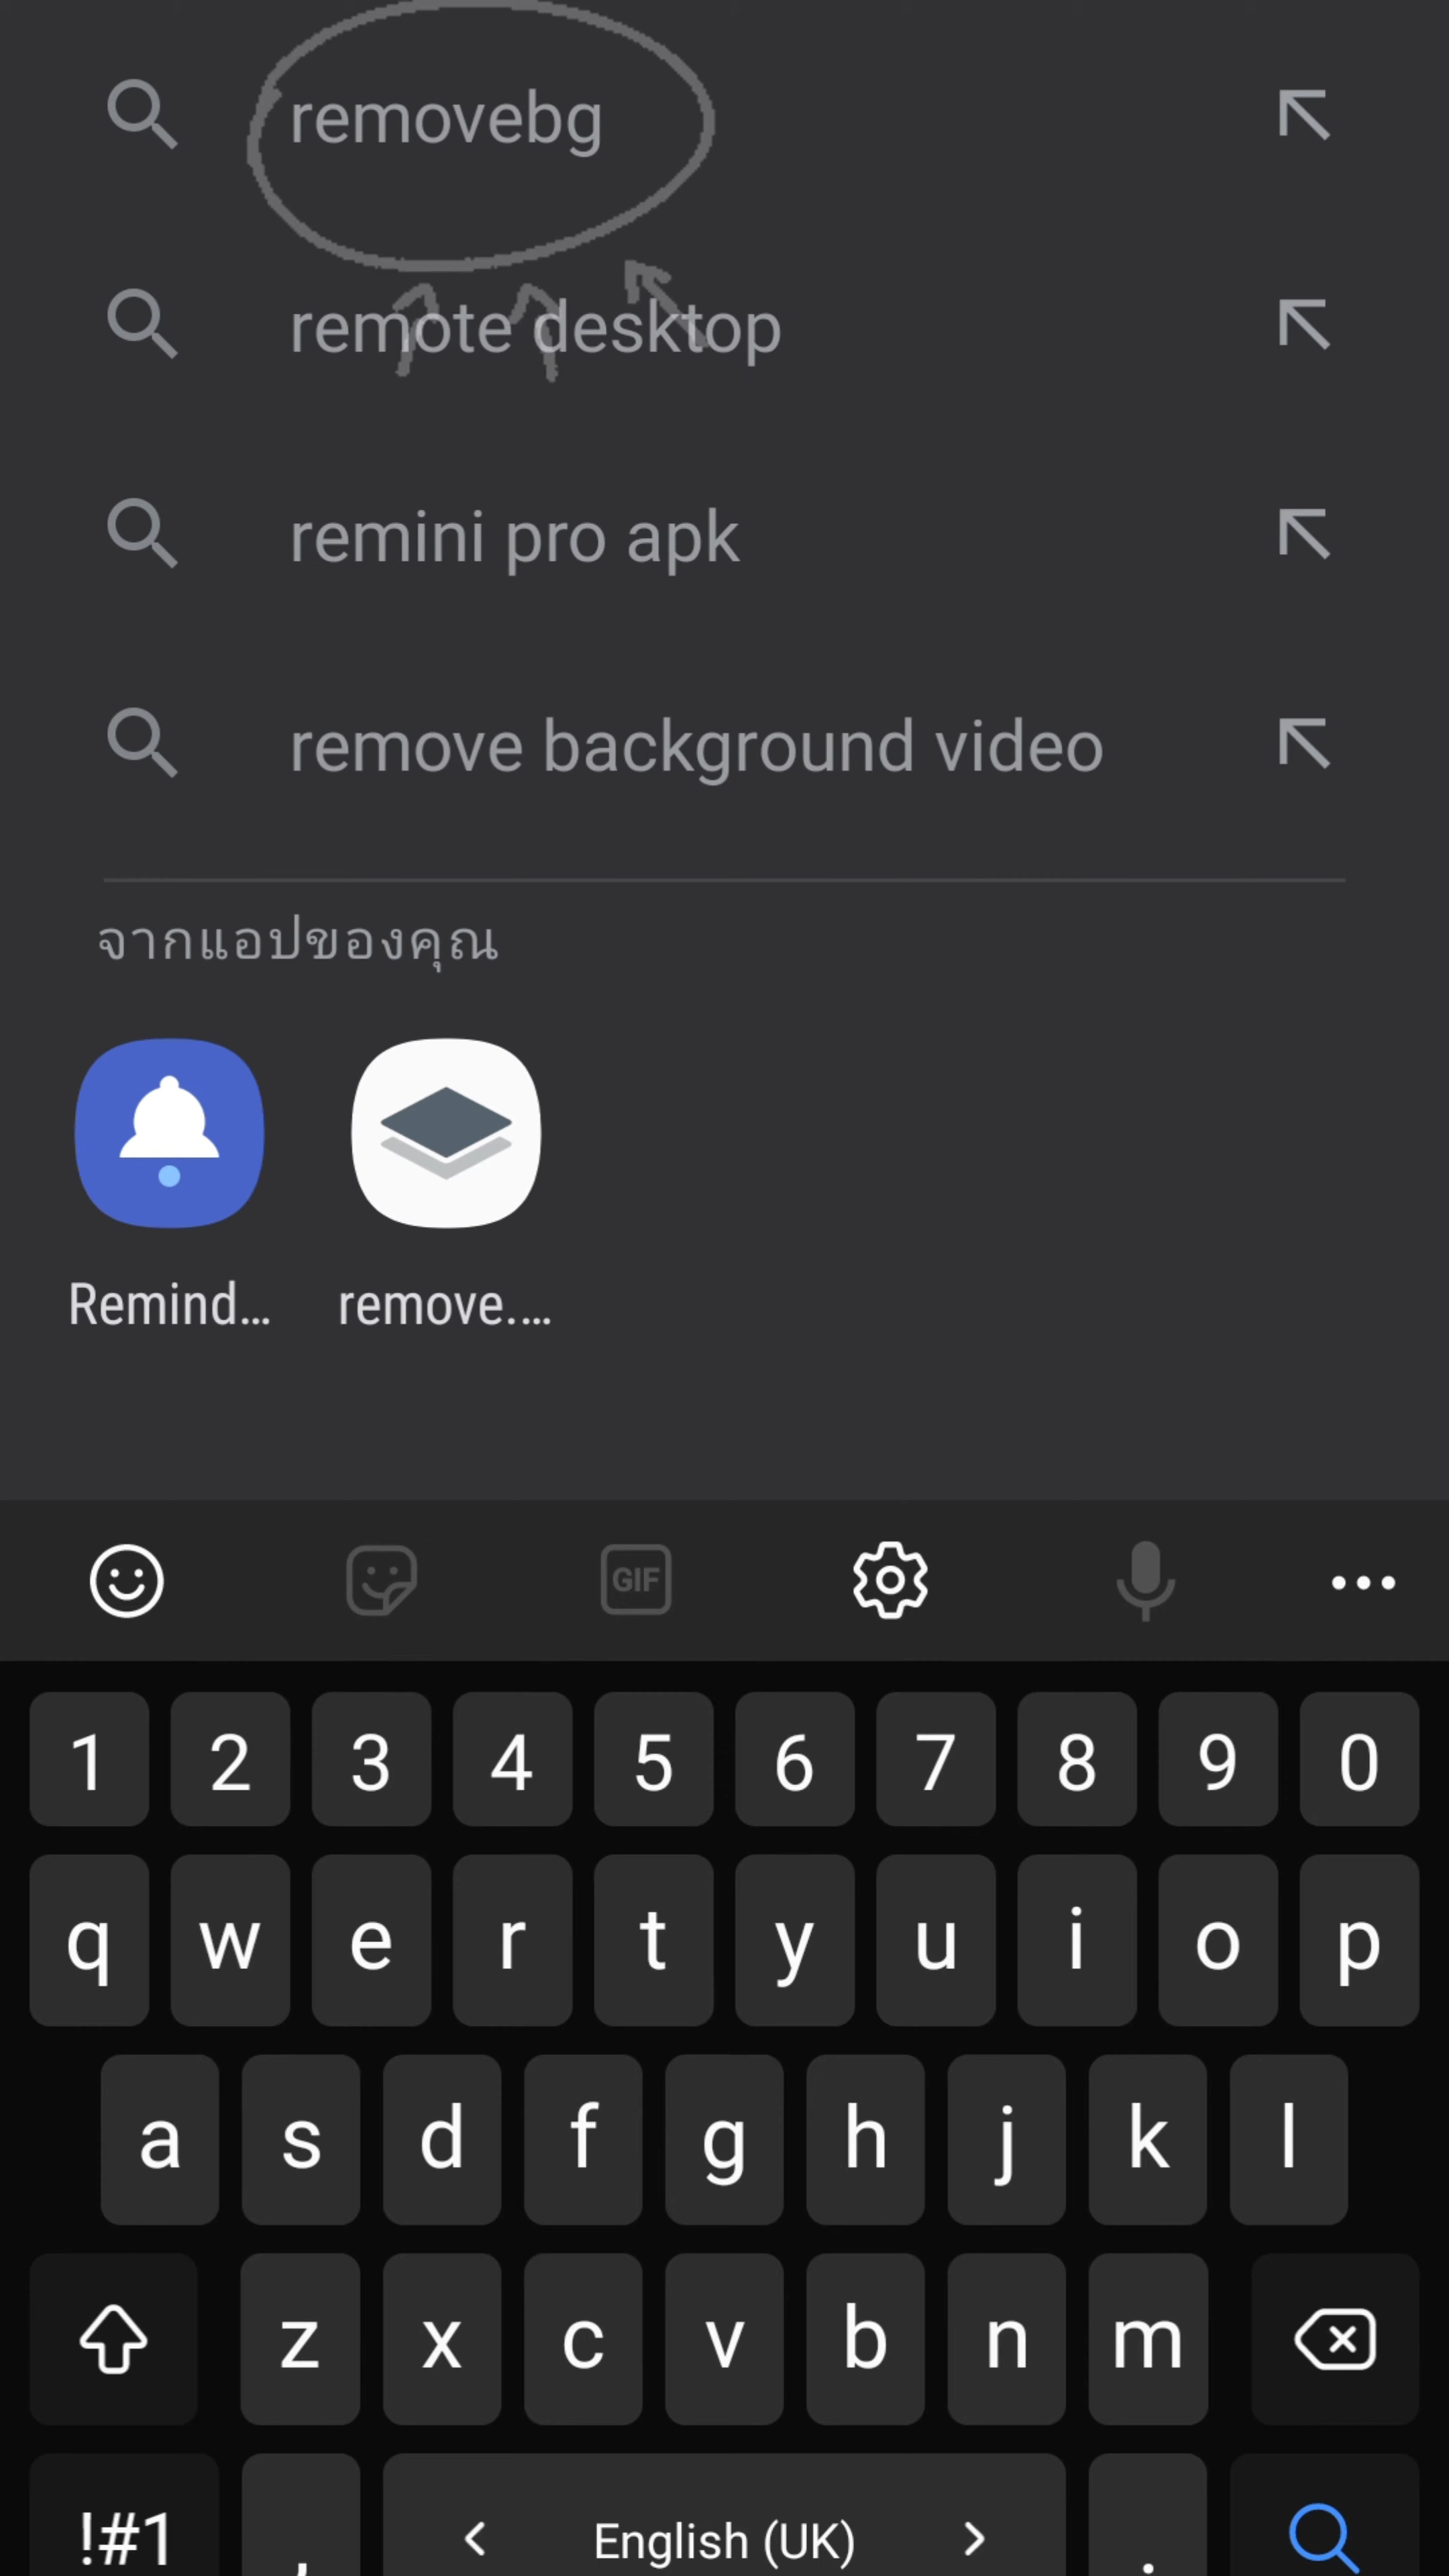 removebg
remote desktop
remini pro apk
remove background video
จากแอปของคุณ
Remind... remove....
GIF
1 2 3 4 5 6 7 8 9 0
q w e r t y u i o p
a s d f g h j k l
z x c v b n m
!#1 , < English (UK) > .